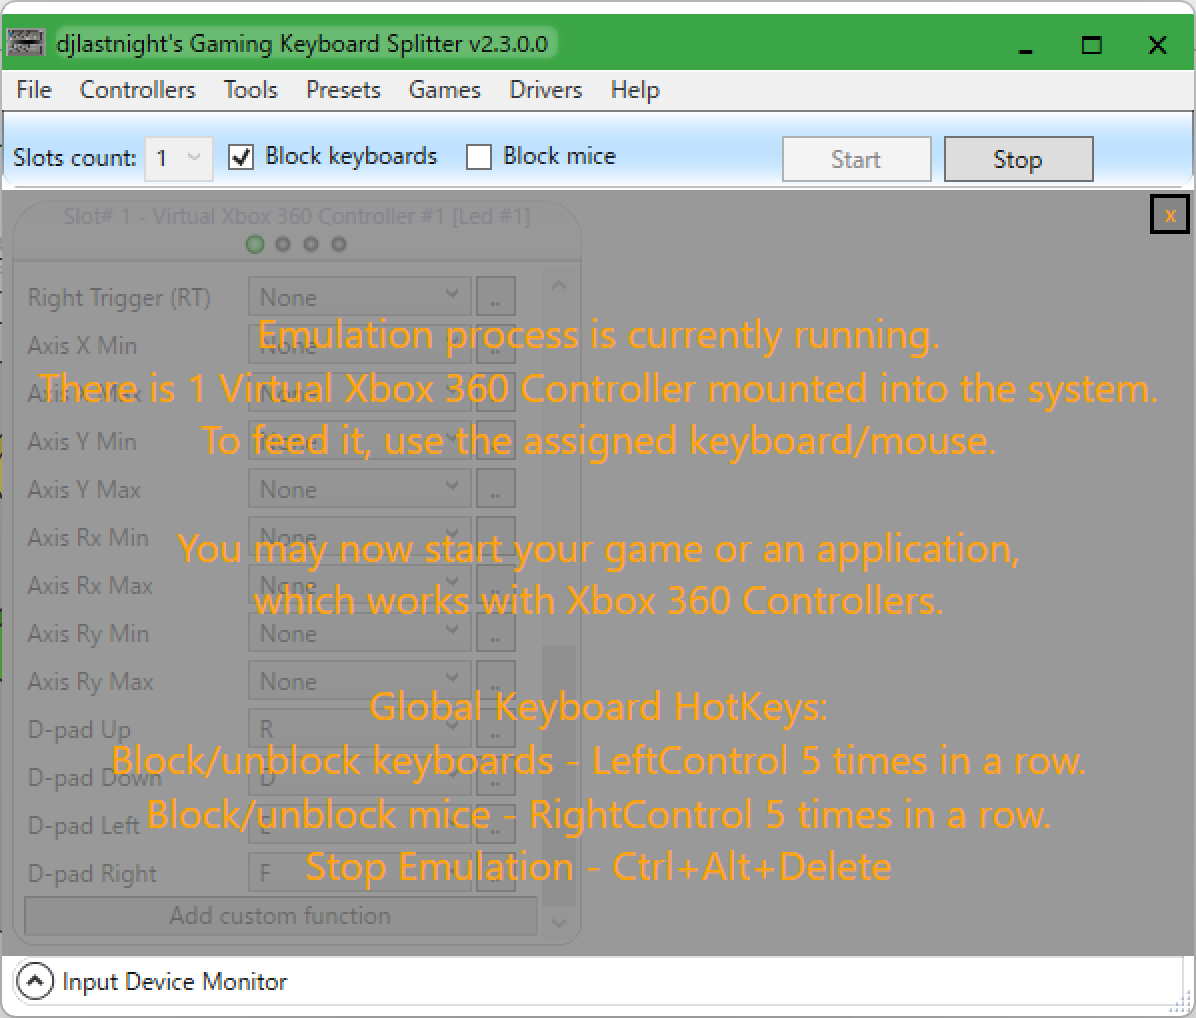 djlastnight's Gaming Keyboard Splitter v2.3.0.0
File Controllers Tools Presets Games Drivers Help
Slots count: 1 Block keyboards Block mice Start Stop
Slot# 1 - Virtual Xbox 360 Controller #1 [Led #1]
x
Right Trigger (RT) None ..
Axis X Min None
Emulation process is currently running.
Axis X Max None
There is 1 Virtual Xbox 360 Controller mounted into the system.
Axis Y Min None
To feed it, use the assigned keyboard/mouse.
Axis Y Max None ..
Axis Rx Min None
You may now start your game or an application,
Axis Rx Max None
which works with Xbox 360 Controllers.
Axis Ry Min None ..
Axis Ry Max None ..
Global Keyboard HotKeys:
D-pad Up R ..
Block/unblock keyboards - LeftControl 5 times in a row.
D-pad Down D ..
Block/unblock mice - RightControl 5 times in a row.
D-pad Left E ..
Stop Emulation - Ctrl+Alt+Delete
D-pad Right F ..
Add custom function
Input Device Monitor